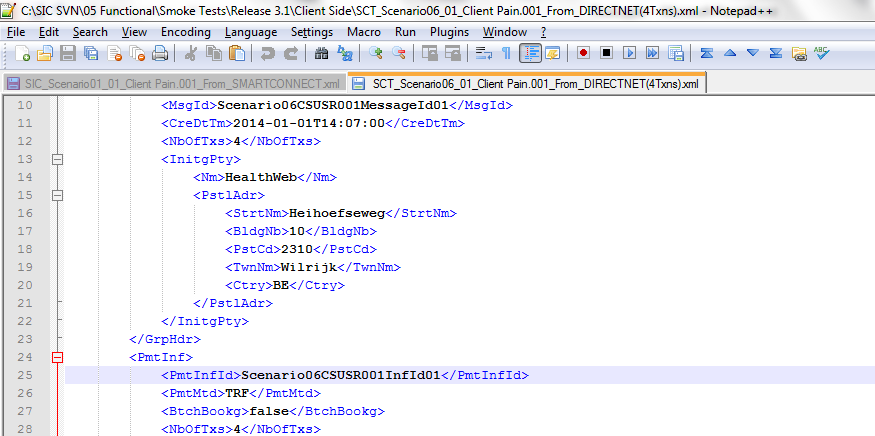 C:\SIC SVN\05 Functional\Smoke Tests\Release 3.1\Client Side\SCT_Scenario06_01_Client Pain.001_From_DIRECTNET(4Txns).xml - Notepad++
File Edit Search View Encoding Language Settings Macro Run Plugins Window ?
SIC_Scenario01_01_Client Pain.001_From_SMARTCONNECT.xml SCT_Scenario06_01_Client Pain.001_From_DIRECTNET(4Txns).xml
10 <MsgId>Scenario06CSUSR001MessageId01</MsgId>
11 <CreDtTm>2014-01-01T14:07:00</CreDtTm>
12 <NbOfTxs>4</NbOfTxs>
13 <InitgPty>
14 <Nm>HealthWeb</Nm>
15 <PstlAdr>
16 <StrtNm>Heihoefseweg</StrtNm>
17 <BldgNb>10</BldgNb>
18 <PstCd>2310</PstCd>
19 <TwnNm>Wilrijk</TwnNm>
20 <Ctry>BE</Ctry>
21 </PstlAdr>
22 </InitgPty>
23 </GrpHdr>
24 <PmtInf>
25 <PmtInfId>Scenario06CSUSR001InfId01</PmtInfId>
26 <PmtMtd>TRF</PmtMtd>
27 <BtchBookg>false</BtchBookg>
28 <NbOfTxs>4</NbOfTxs>